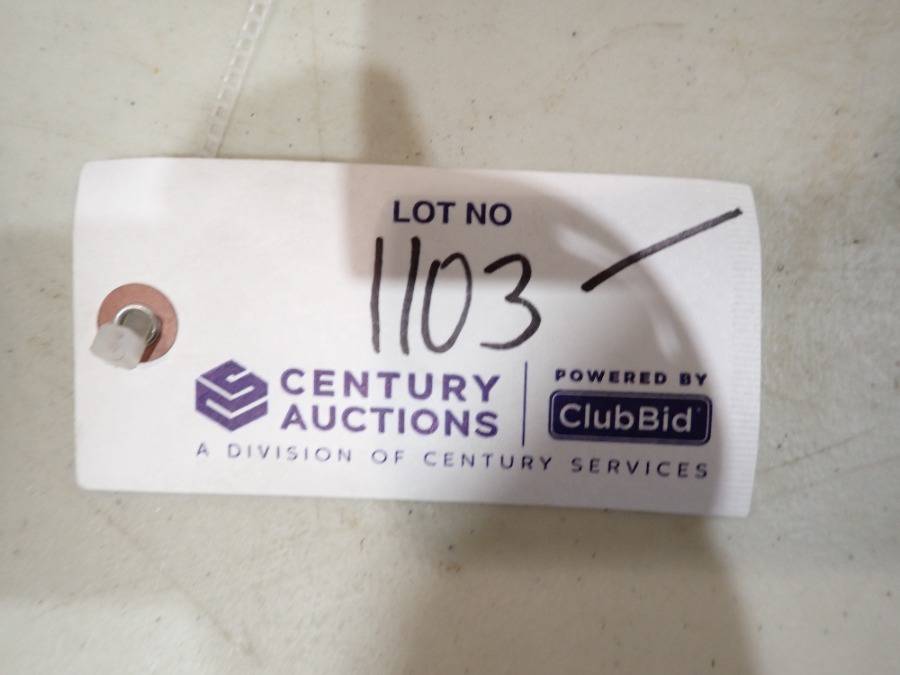 LOT NO
1103 —
CENTURY
AUCTIONS
A DIVISION OF CENTURY SERVICES
POWERED BY
ClubBid